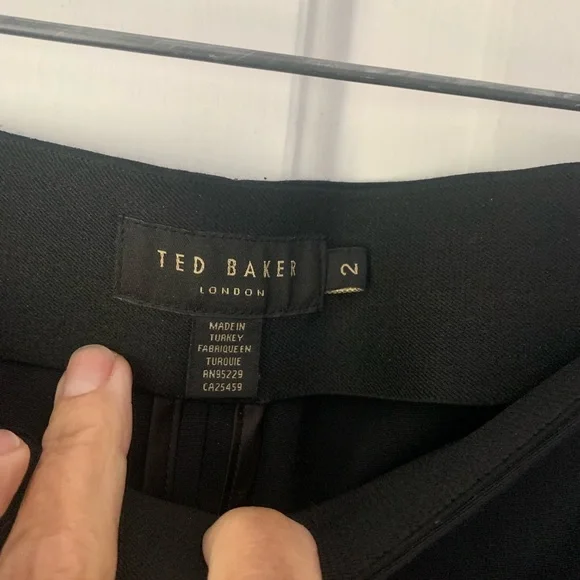 TED BAKER
LONDON
2
MADE IN
TURKEY
FABRIQUE EN
TURQUIE
RN95229
CA25459